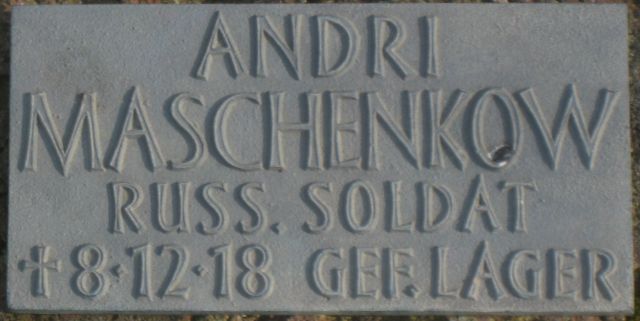 ANDRI
MASCHENKOW
RUSS. SOLDAT
✝8·12·18 GEF. LAGER